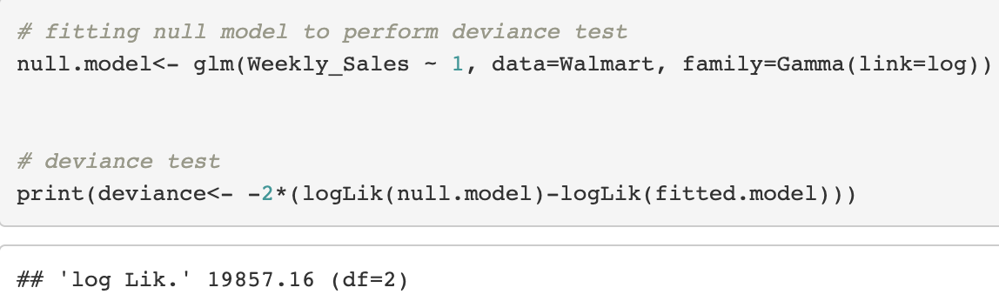 # fitting null model to perform deviance test
null.model<- glm(Weekly_Sales ~ 1, data=Walmart, family=Gamma(link=log))
# deviance test
print(deviance<- -2*(logLik(null.model)-logLik(fitted.model)))
## 'log Lik.' 19857.16 (df=2)